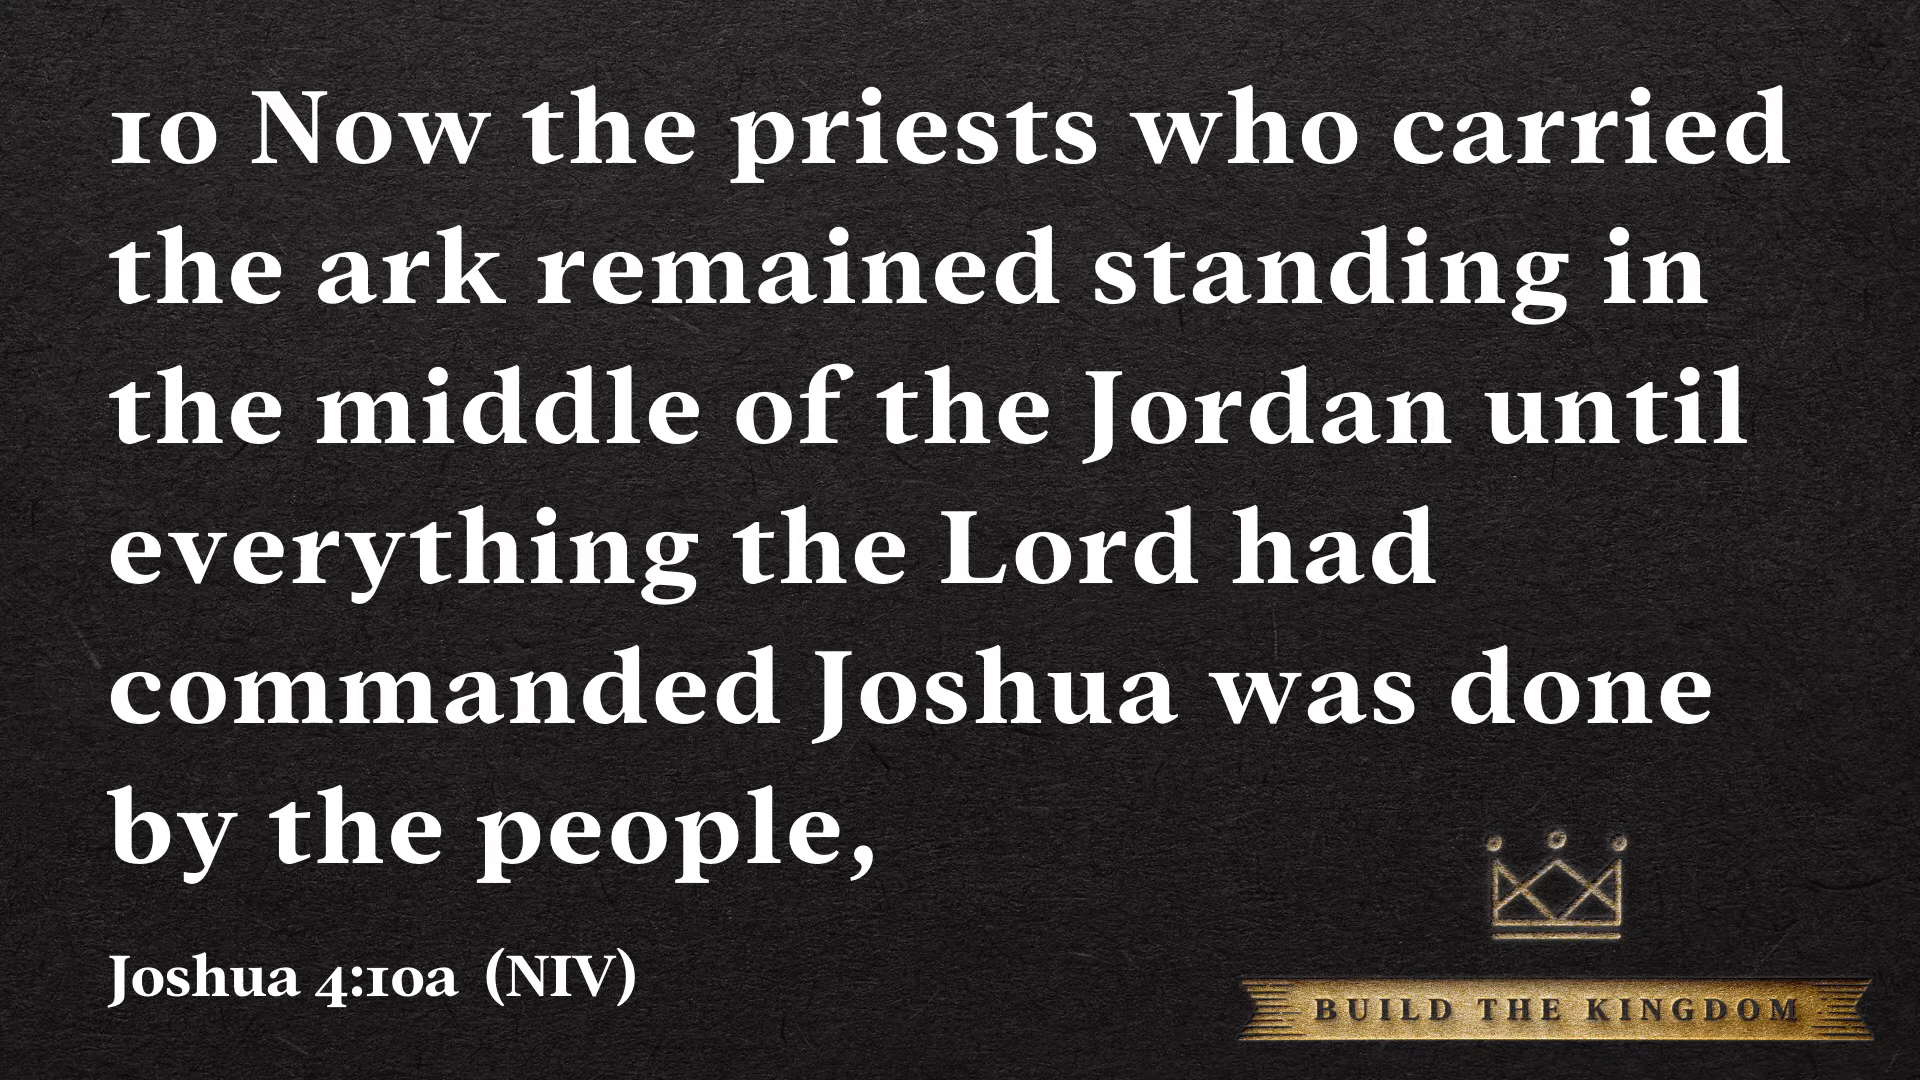 10 Now the priests who carried
the ark remained standing in
the middle of the Jordan until
everything the Lord had
commanded Joshua was done
by the people,
Joshua 4:10a (NIV)
BUILD THE KINGDOM